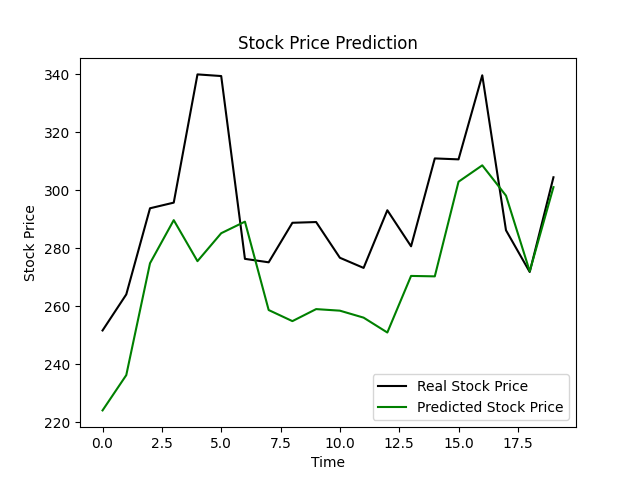 Stock Price Prediction
Stock Price
340
320
300
280
260
240
220
0.0 2.5 5.0 7.5 10.0 12.5 15.0 17.5
Time
Real Stock Price
Predicted Stock Price